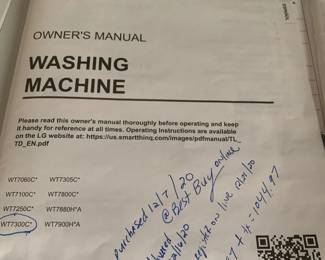 OWNER'S MANUAL
WASHING
MACHINE
Please read this owner's manual thoroughly before operating and keep
it handy for reference at all times. Operating Instructions are available
on the LG website at: https://us.smartthinq.com/images/pdfmanual/TL_
TD_EN.pdf
WT7060C* WT7305C*
WT7100C* WT7800C*
WT7250C* WT7880H*A
WT7300C* WT7900H*A
purchased 12/7/20
@ Best Buy online